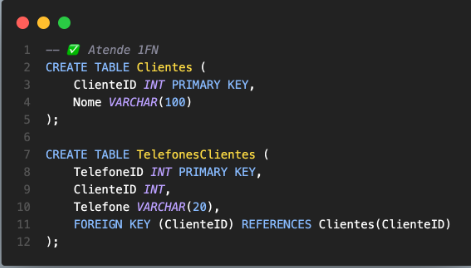 1 -- ✅ Atende 1FN
2 CREATE TABLE Clientes (
3     ClienteID INT PRIMARY KEY,
4     Nome VARCHAR(100)
5 );
6
7 CREATE TABLE TelefonesClientes (
8     TelefoneID INT PRIMARY KEY,
9     ClienteID INT,
10     Telefone VARCHAR(20),
11     FOREIGN KEY (ClienteID) REFERENCES Clientes(ClienteID)
12 );